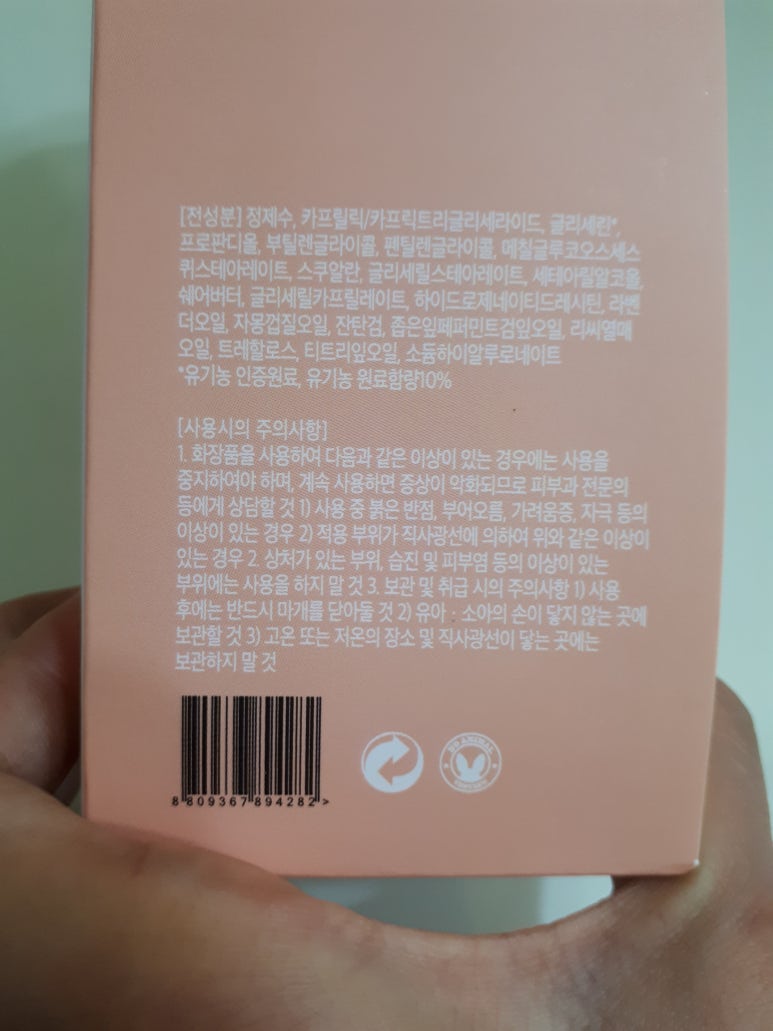 [전성분] 정제수, 카프릴릭/카프릭트리글리세라이드, 글리세린*,
프로판디올, 부틸렌글라이콜, 펜틸렌글라이콜, 메칠글루코오스세스
퀴스테아레이트, 스쿠알란, 글리세릴스테아레이트, 세테아릴알코올,
쉐어버터, 글리세릴카프릴레이트, 하이드로제네이티드레시틴, 라벤
더오일, 자몽껍질오일, 잔탄검, 좁은잎페퍼민트검잎오일, 리씨열매
오일, 트레할로스, 티트리잎오일, 소듐하이알루로네이트
*유기농 인증원료, 유기농 원료함량10%
[사용시의 주의사항]
1. 화장품을 사용하여 다음과 같은 이상이 있는 경우에는 사용을
중지하여야 하며, 계속 사용하면 증상이 악화되므로 피부과 전문의
등에게 상담할 것 1) 사용 중 붉은 반점, 부어오름, 가려움증, 자극 등의
이상이 있는 경우 2) 적용 부위가 직사광선에 의하여 위와 같은 이상이
있는 경우 2. 상처가 있는 부위, 습진 및 피부염 등의 이상이 있는
부위에는 사용을 하지 말 것 3. 보관 및 취급 시의 주의사항 1) 사용
후에는 반드시 마개를 닫아둘 것 2) 유아 · 소아의 손이 닿지 않는 곳에
보관할 것 3) 고온 또는 저온의 장소 및 직사광선이 닿는 곳에는
보관하지 말 것
8 809367 894282 >
NO ANIMAL